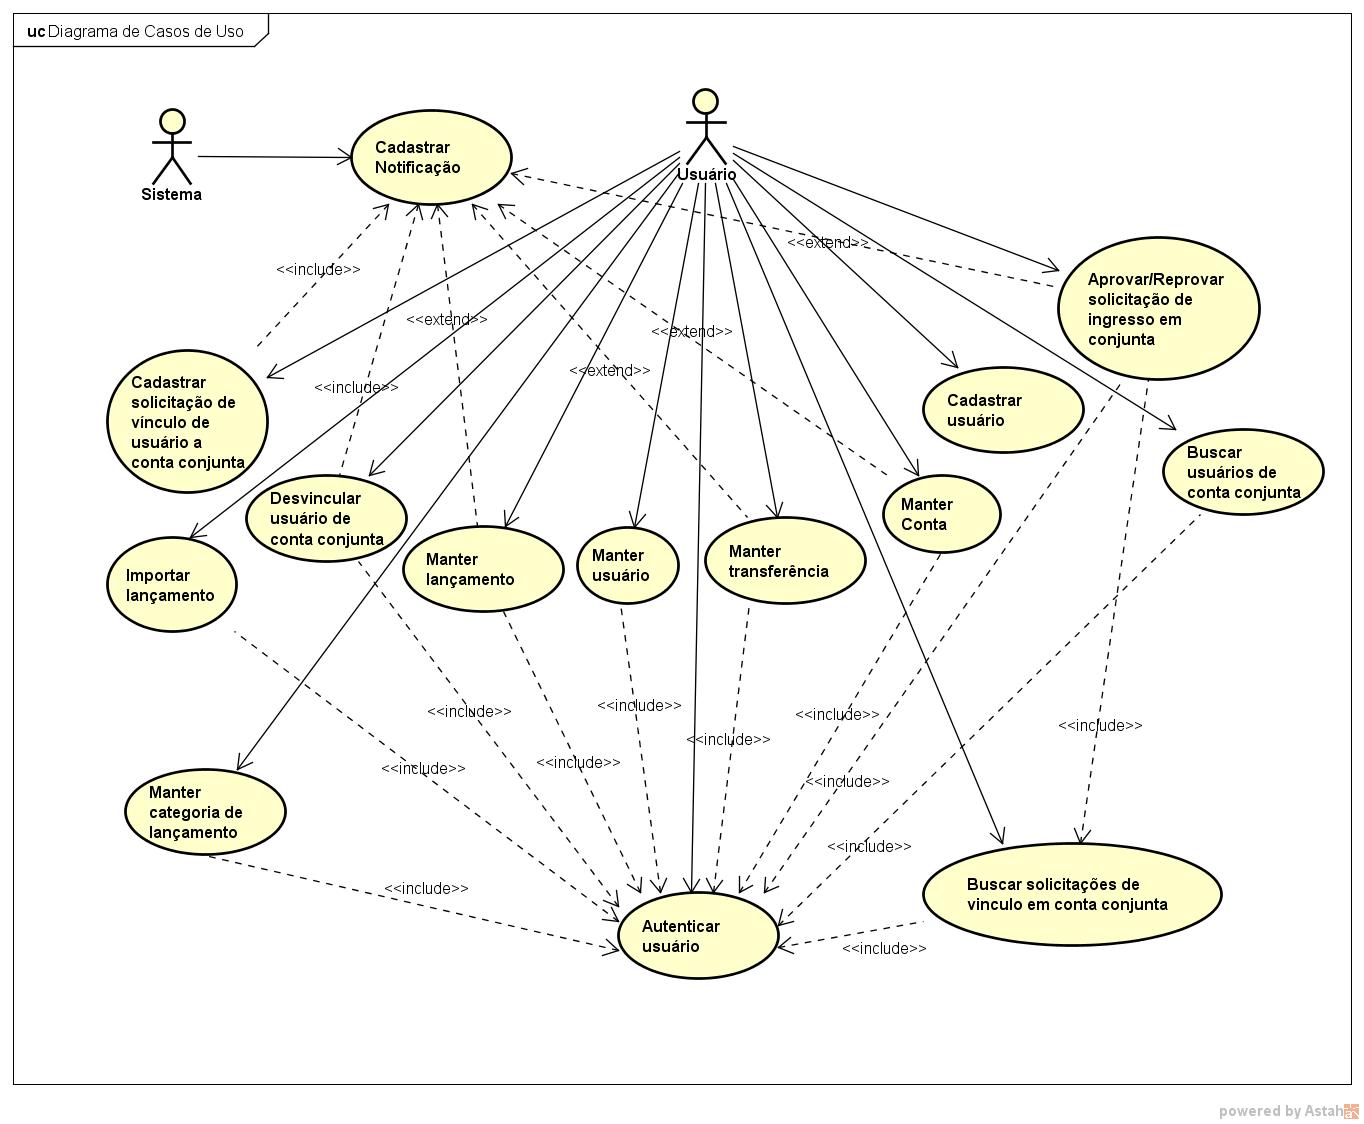 uc Diagrama de Casos de Uso
Sistema
Cadastrar
Notificação
Usuário
<<extend>>
<<include>>
<<extend>>
<<extend>>
<<extend>>
<<include>>
Aprovar/Reprovar
solicitação de
ingresso em
conjunta
Cadastrar
solicitação de
vínculo de
usuário a
conta conjunta
Cadastrar
usuário
Buscar
usuários de
conta conjunta
Desvincular
usuário de
conta conjunta
Manter
lançamento
Manter
usuário
Manter
transferência
Manter
Conta
Importar
lançamento
<<include>>
<<include>>
<<include>>
<<include>>
<<include>>
<<include>>
<<include>>
<<include>>
<<include>>
Manter
categoria de
lançamento
<<include>>
<<include>>
Autenticar
usuário
Buscar solicitações de
vinculo em conta conjunta
powered by Astah